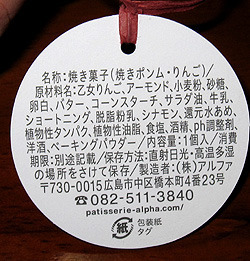 名称:焼き菓子(焼きポンム・りんご)/
原材料名:乙女りんご、アーモンド、小麦粉、砂糖、
卵白、バター、コーンスターチ、サラダ油、牛乳、
ショートニング、脱脂粉乳、シナモン、還元水あめ、
植物性タンパク、植物性油脂、食塩、酒精、ph調整剤、
洋酒、ベーキングパウダー/内容量:1個入/消費
期限:別途記載/保存方法:直射日光・高温多湿
の場所をさけて保存/製造者:(株)アルファ
〒730-0015広島市中区橋本町4番23号
☎082-511-3840
patisserie-alpha.com/
紙 包装紙
タグ